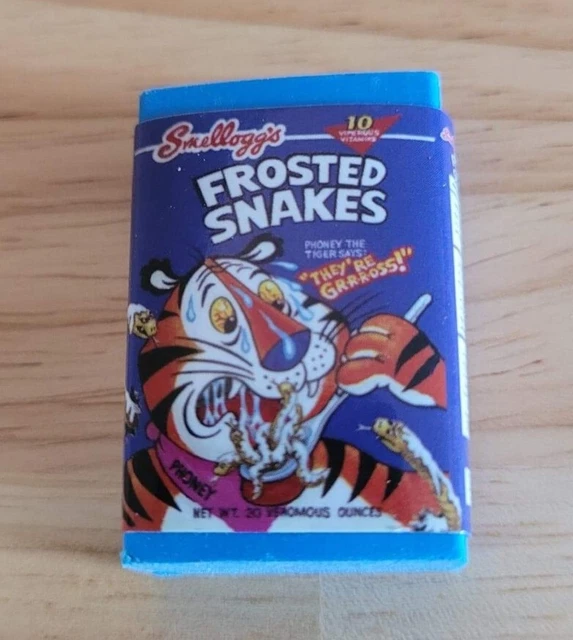 Smellogg's
10
VIPEROUS
VITAMINS
FROSTED
SNAKES
PHONEY THE
TIGER SAYS:
"THEY'RE
GR-R-ROSS!"
PHONEY
NET WT. 20 VENOMOUS OUNCES